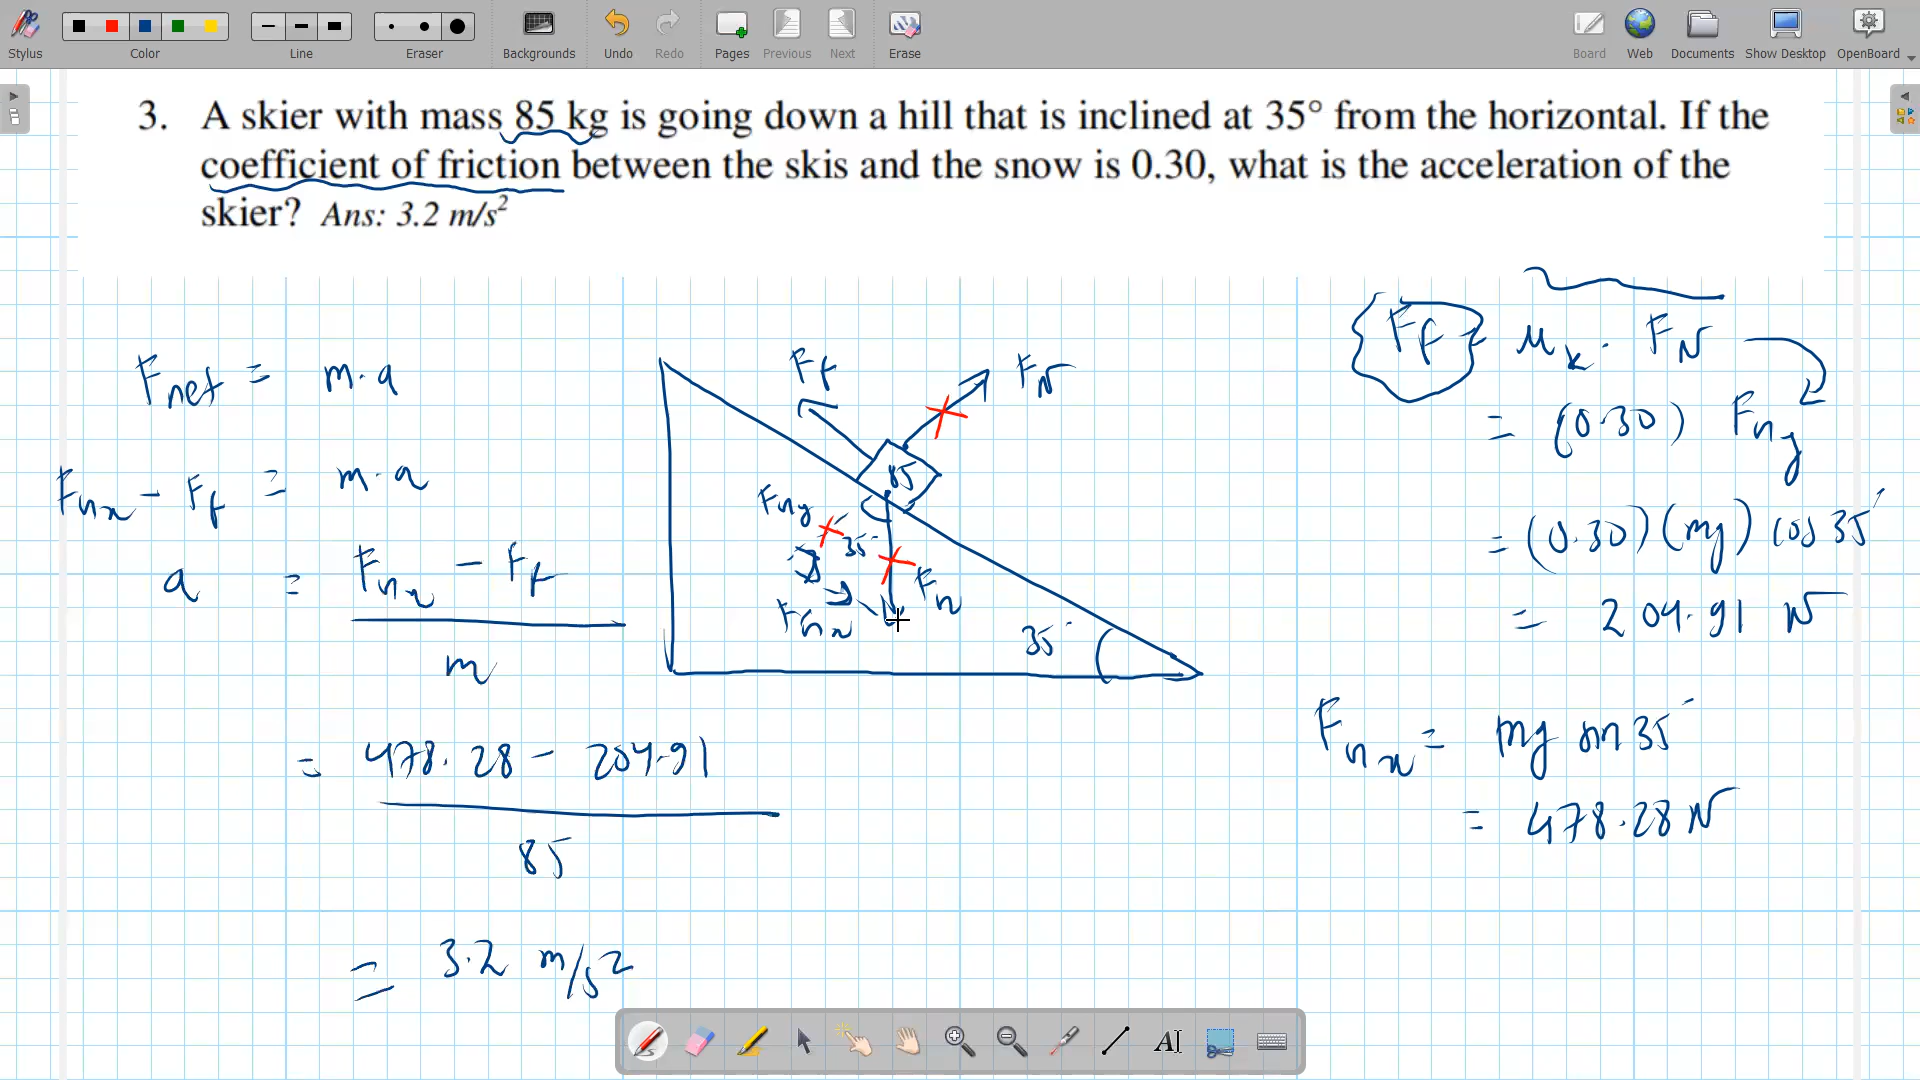 Stylus Color Line Eraser Backgrounds Undo Redo Pages Previous Next Erase Board Web Documents Show Desktop OpenBoard
3. A skier with mass 85 kg is going down a hill that is inclined at 35° from the horizontal. If the
coefficient of friction between the skis and the snow is 0.30, what is the acceleration of the
skier? Ans: 3.2 m/s²
Fnet = m·a
Fnx - Ff = m·a
a = Fnx - Ff
m
= 478.28 - 204.91
85
= 3.2 m/s²
Ff
FN
85
Fny
35°
Fn
Fnx
35°
Ff = μk · FN
= (0.30) Fny
= (0.30)(mg) cos 35°
= 204.91 N
Fnx = mg sin 35°
= 478.28 N